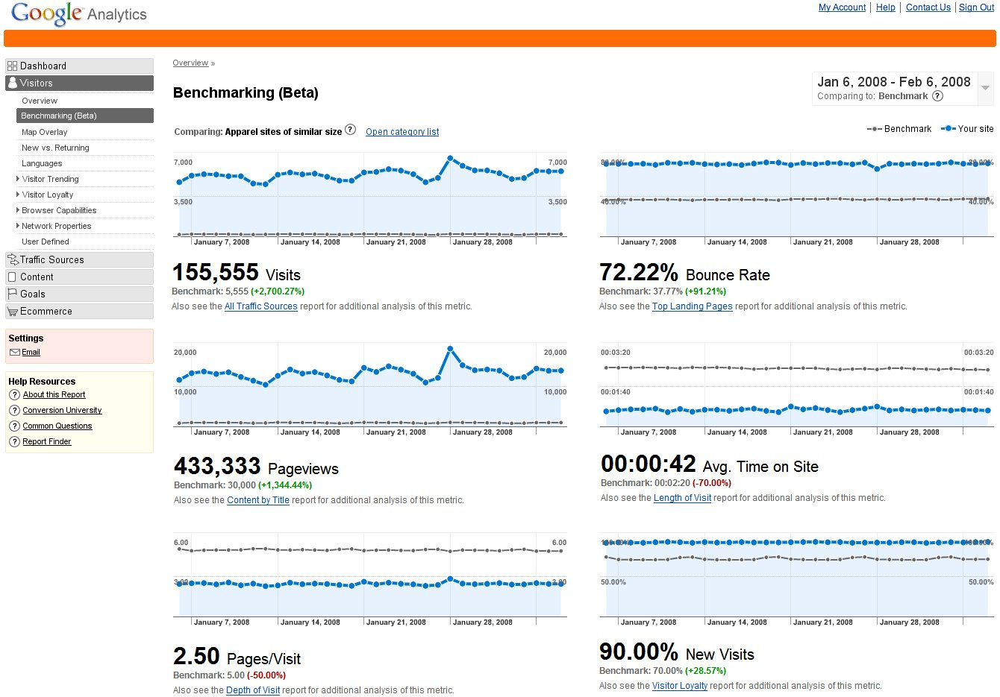 Google Analytics
My Account | Help | Contact Us | Sign Out
Dashboard
Visitors
Overview
Benchmarking (Beta)
Map Overlay
New vs. Returning
Languages
Visitor Trending
Visitor Loyalty
Browser Capabilities
Network Properties
User Defined
Traffic Sources
Content
Goals
Ecommerce
Settings
Email
Help Resources
? About this Report
? Conversion University
? Common Questions
? Report Finder
Overview »
Benchmarking (Beta)
Jan 6, 2008 - Feb 6, 2008
Comparing to: Benchmark ?
Comparing: Apparel sites of similar size ? Open category list
Benchmark Your site
7,000 7,000
3,500 3,500
January 7, 2008 January 14, 2008 January 21, 2008 January 28, 2008
155,555 Visits
Benchmark: 5,555 (+2,700.27%)
Also see the All Traffic Sources report for additional analysis of this metric.
80.00% 80.00%
40.00% 40.00%
January 7, 2008 January 14, 2008 January 21, 2008 January 28, 2008
72.22% Bounce Rate
Benchmark: 37.77% (+91.21%)
Also see the Top Landing Pages report for additional analysis of this metric.
20,000 20,000
10,000 10,000
January 7, 2008 January 14, 2008 January 21, 2008 January 28, 2008
433,333 Pageviews
Benchmark: 30,000 (+1,344.44%)
Also see the Content by Title report for additional analysis of this metric.
00:03:20 00:03:20
00:01:40 00:01:40
January 7, 2008 January 14, 2008 January 21, 2008 January 28, 2008
00:00:42 Avg. Time on Site
Benchmark: 00:02:20 (-70.00%)
Also see the Length of Visit report for additional analysis of this metric.
6.00 6.00
3.00 3.00
January 7, 2008 January 14, 2008 January 21, 2008 January 28, 2008
2.50 Pages/Visit
Benchmark: 5.00 (-50.00%)
Also see the Depth of Visit report for additional analysis of this metric.
100.00% 100.00%
50.00% 50.00%
January 7, 2008 January 14, 2008 January 21, 2008 January 28, 2008
90.00% New Visits
Benchmark: 70.00% (+28.57%)
Also see the Visitor Loyalty report for additional analysis of this metric.